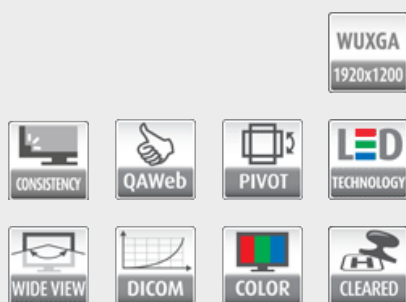 WUXGA
1920x1200
CONSISTENCY
QAWeb
PIVOT
LED
TECHNOLOGY
WIDE VIEW
DICOM
COLOR
H
CLEARED